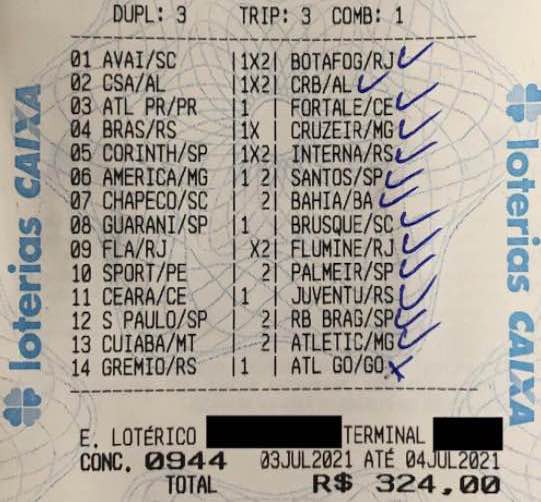 DUPL: 3 TRIP: 3 COMB: 1
01 AVAI/SC |1X2| BOTAFOG/RJ
02 CSA/AL |1X2| CRB/AL
03 ATL PR/PR |1 | FORTALE/CE
04 BRAS/RS |1X | CRUZEIR/MG
05 CORINTH/SP |1X2| INTERNA/RS
06 AMERICA/MG |1 2| SANTOS/SP
07 CHAPECO/SC | 2| BAHIA/BA
08 GUARANI/SP |1 | BRUSQUE/SC
09 FLA/RJ | X2| FLUMINE/RJ
10 SPORT/PE | 2| PALMEIR/SP
11 CEARA/CE |1 | JUVENTU/RS
12 S PAULO/SP | 2| RB BRAG/SP
13 CUIABA/MT | 2| ATLETIC/MG
14 GREMIO/RS |1 | ATL GO/GO
E. LOTÉRICO TERMINAL
CONC. 0944 03JUL2021 ATÉ 04JUL2021
TOTAL R$ 324,00
loterias CAIXA
loterias CAIXA